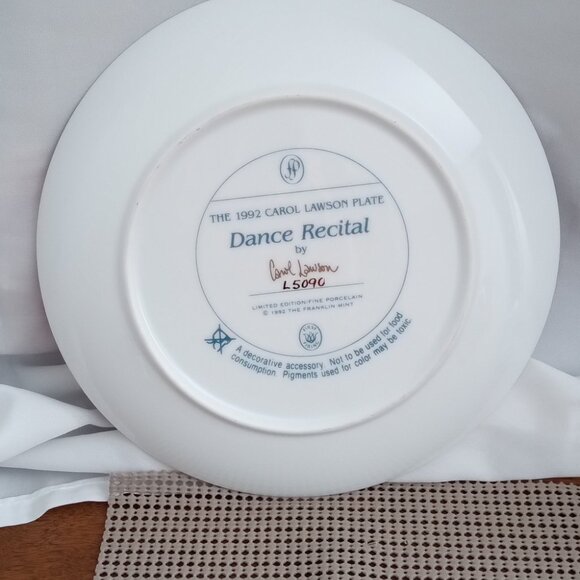 THE 1992 CAROL LAWSON PLATE
Dance Recital
by
Carol Lawson
L5090
LIMITED EDITION/FINE PORCELAIN
© 1992 THE FRANKLIN MINT
A decorative accessory. Not to be used for food
consumption. Pigments used for color may be toxic.